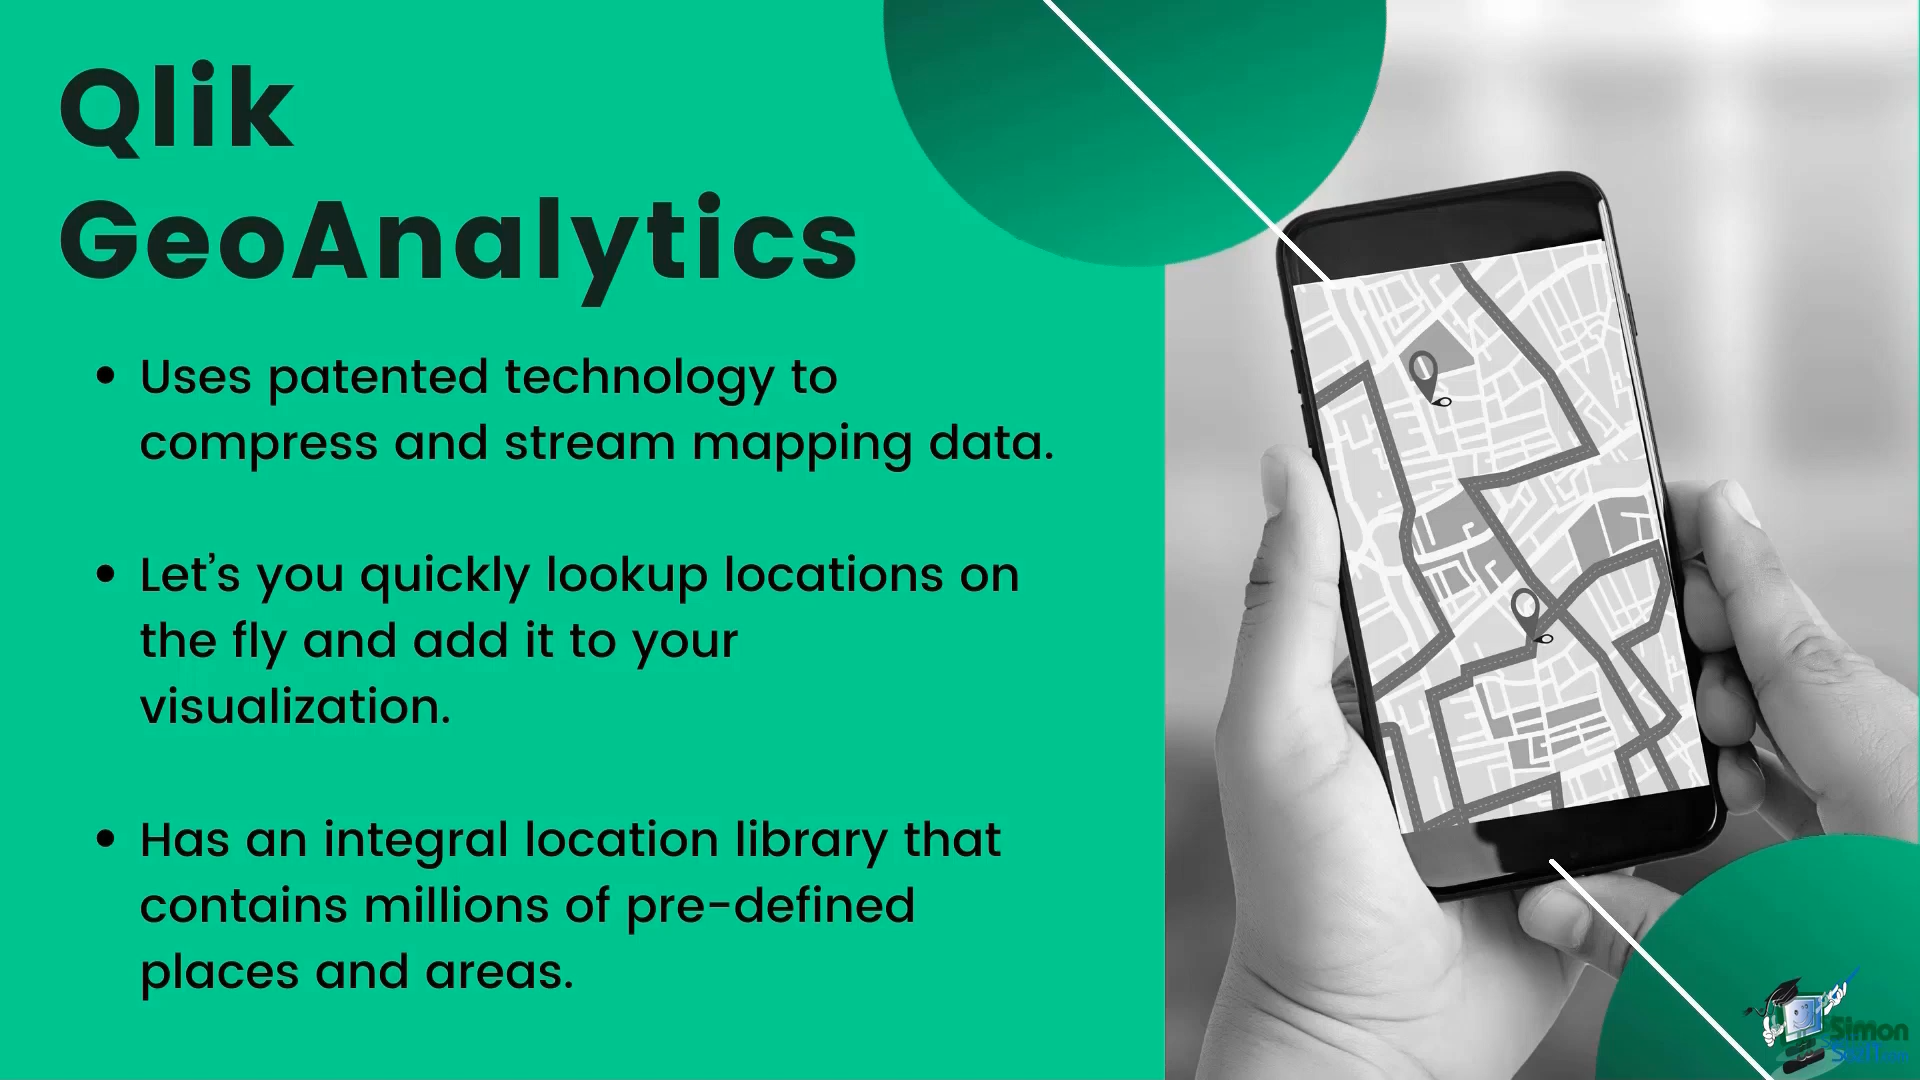 Qlik
GeoAnalytics
• Uses patented technology to
compress and stream mapping data.
• Let’s you quickly lookup locations on
the fly and add it to your
visualization.
• Has an integral location library that
contains millions of pre-defined
places and areas.
Simon